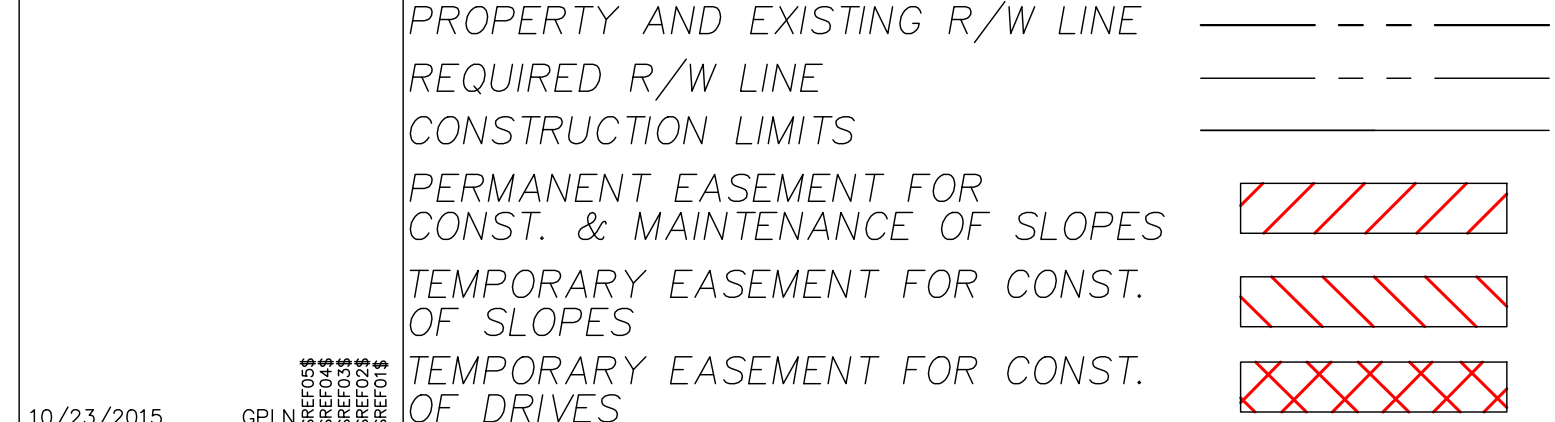 PROPERTY AND EXISTING R/W LINE
REQUIRED R/W LINE
CONSTRUCTION LIMITS
PERMANENT EASEMENT FOR
CONST. & MAINTENANCE OF SLOPES
TEMPORARY EASEMENT FOR CONST.
OF SLOPES
TEMPORARY EASEMENT FOR CONST.
OF DRIVES
10/23/2015
GPLN
$REF05$
$REF04$
$REF03$
$REF02$
$REF01$